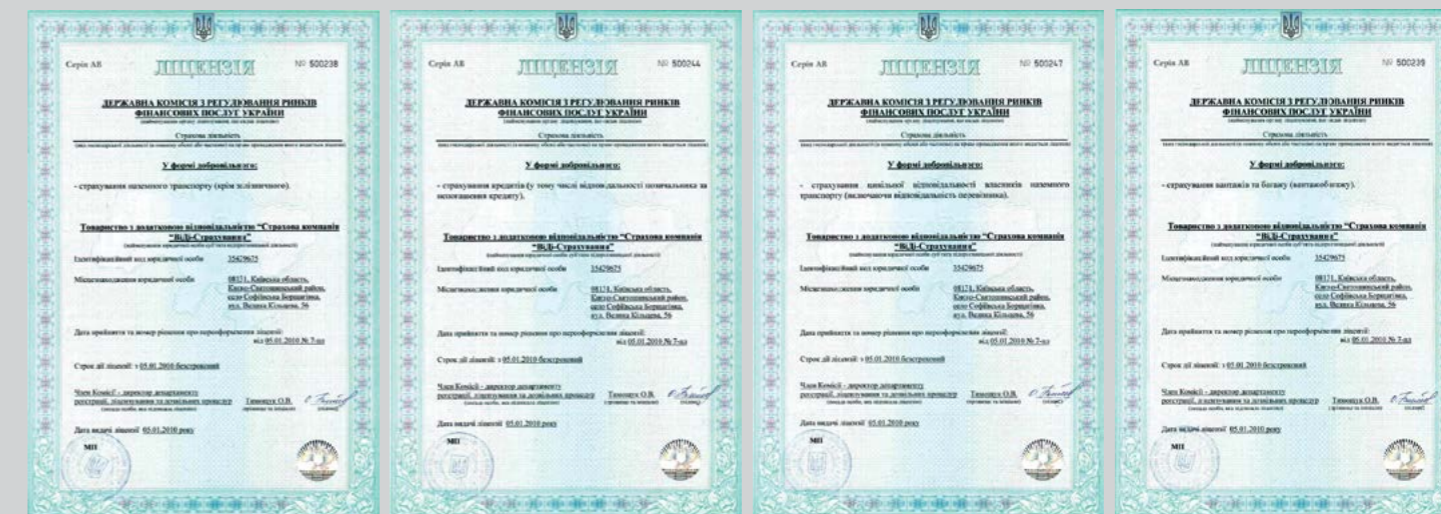 Серія АВ
ЛІЦЕНЗІЯ
№ 500238
ДЕРЖАВНА КОМІСІЯ З РЕГУЛЮВАННЯ РИНКІВ
ФІНАНСОВИХ ПОСЛУГ УКРАЇНИ
Страхова діяльність
У формі добровільного:
- страхування наземного транспорту (крім залізничного).
Товариство з додатковою відповідальністю “Страхова компанія
“ВіДі-Страхування”
Ідентифікаційний код юридичної особи 35429675
Місцезнаходження юридичної особи 08131, Київська область,
Києво-Святошинський район,
село Софіївська Борщагівка,
вул. Велика Кільцева, 56
Дата прийняття та номер рішення про переоформлення ліцензії:
від 05.01.2010 № 7-пл
Строк дії ліцензії: з 05.01.2010 безстроковий
Член Комісії - директор департаменту
реєстрації, ліцензування та дозвільних процедур Тимощук О.В.
Дата видачі ліцензії 05.01.2010 року
МП
Серія АВ
ЛІЦЕНЗІЯ
№ 500244
ДЕРЖАВНА КОМІСІЯ З РЕГУЛЮВАННЯ РИНКІВ
ФІНАНСОВИХ ПОСЛУГ УКРАЇНИ
Страхова діяльність
У формі добровільного:
- страхування кредитів (у тому числі відповідальності позичальника за
непогашення кредиту).
Товариство з додатковою відповідальністю “Страхова компанія
“ВіДі-Страхування”
Ідентифікаційний код юридичної особи 35429675
Місцезнаходження юридичної особи 08131, Київська область,
Києво-Святошинський район,
село Софіївська Борщагівка,
вул. Велика Кільцева, 56
Дата прийняття та номер рішення про переоформлення ліцензії:
від 05.01.2010 № 7-пл
Строк дії ліцензії: з 05.01.2010 безстроковий
Член Комісії - директор департаменту
реєстрації, ліцензування та дозвільних процедур Тимощук О.В.
Дата видачі ліцензії 05.01.2010 року
МП
Серія АВ
ЛІЦЕНЗІЯ
№ 500247
ДЕРЖАВНА КОМІСІЯ З РЕГУЛЮВАННЯ РИНКІВ
ФІНАНСОВИХ ПОСЛУГ УКРАЇНИ
Страхова діяльність
У формі добровільного:
- страхування цивільної відповідальності власників наземного
транспорту (включаючи відповідальність перевізника).
Товариство з додатковою відповідальністю “Страхова компанія
“ВіДі-Страхування”
Ідентифікаційний код юридичної особи 35429675
Місцезнаходження юридичної особи 08131, Київська область,
Києво-Святошинський район,
село Софіївська Борщагівка,
вул. Велика Кільцева, 56
Дата прийняття та номер рішення про переоформлення ліцензії:
від 05.01.2010 № 7-пл
Строк дії ліцензії: з 05.01.2010 безстроковий
Член Комісії - директор департаменту
реєстрації, ліцензування та дозвільних процедур Тимощук О.В.
Дата видачі ліцензії 05.01.2010 року
МП
Серія АВ
ЛІЦЕНЗІЯ
№ 500239
ДЕРЖАВНА КОМІСІЯ З РЕГУЛЮВАННЯ РИНКІВ
ФІНАНСОВИХ ПОСЛУГ УКРАЇНИ
Страхова діяльність
У формі добровільного:
- страхування вантажів та багажу (вантажобагажу).
Товариство з додатковою відповідальністю “Страхова компанія
“ВіДі-Страхування”
Ідентифікаційний код юридичної особи 35429675
Місцезнаходження юридичної особи 08131, Київська область,
Києво-Святошинський район,
село Софіївська Борщагівка,
вул. Велика Кільцева, 56
Дата прийняття та номер рішення про переоформлення ліцензії:
від 05.01.2010 № 7-пл
Строк дії ліцензії: з 05.01.2010 безстроковий
Член Комісії - директор департаменту
реєстрації, ліцензування та дозвільних процедур Тимощук О.В.
Дата видачі ліцензії 05.01.2010 року
МП